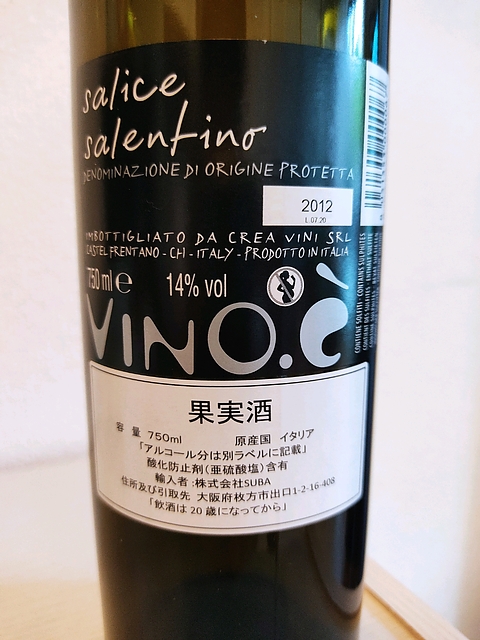 salice
salentino
DENOMINAZIONE DI ORIGINE PROTETTA
2012
L 07.20
IMBOTTIGLIATO DA CREA VINI SRL
CASTEL FRENTANO - CH - ITALY - PRODOTTO IN ITALIA
750 ml e 14% vol
CONTIENE SOLFITI - CONTAINS SULPHITES
VINO.è
果実酒
容 量 750ml 原産国 イタリア
「アルコール分は別ラベルに記載」
酸化防止剤(亜硫酸塩)含有
輸入者:株式会社SUBA
住所及び引取先 大阪府枚方市出口1-2-16-408
「飲酒は20歳になってから」